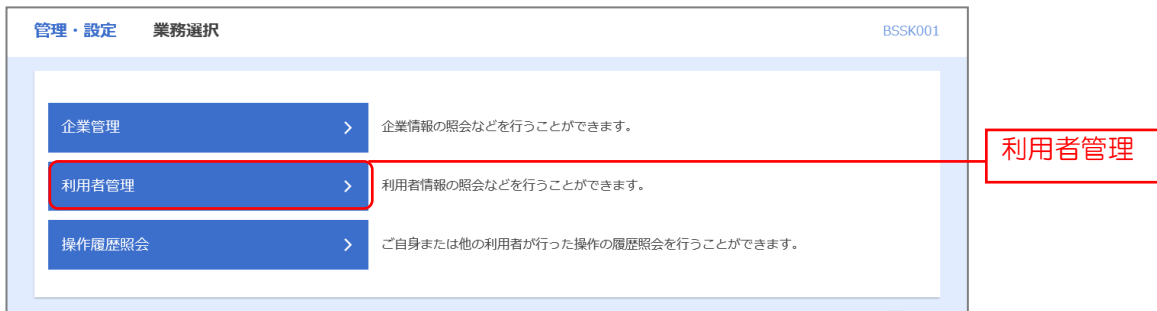 管理・設定 業務選択 BSSK001
企業管理 企業情報の照会などを行うことができます。
利用者管理 利用者情報の照会などを行うことができます。
利用者管理
操作履歴照会 ご自身または他の利用者が行った操作の履歴照会を行うことができます。